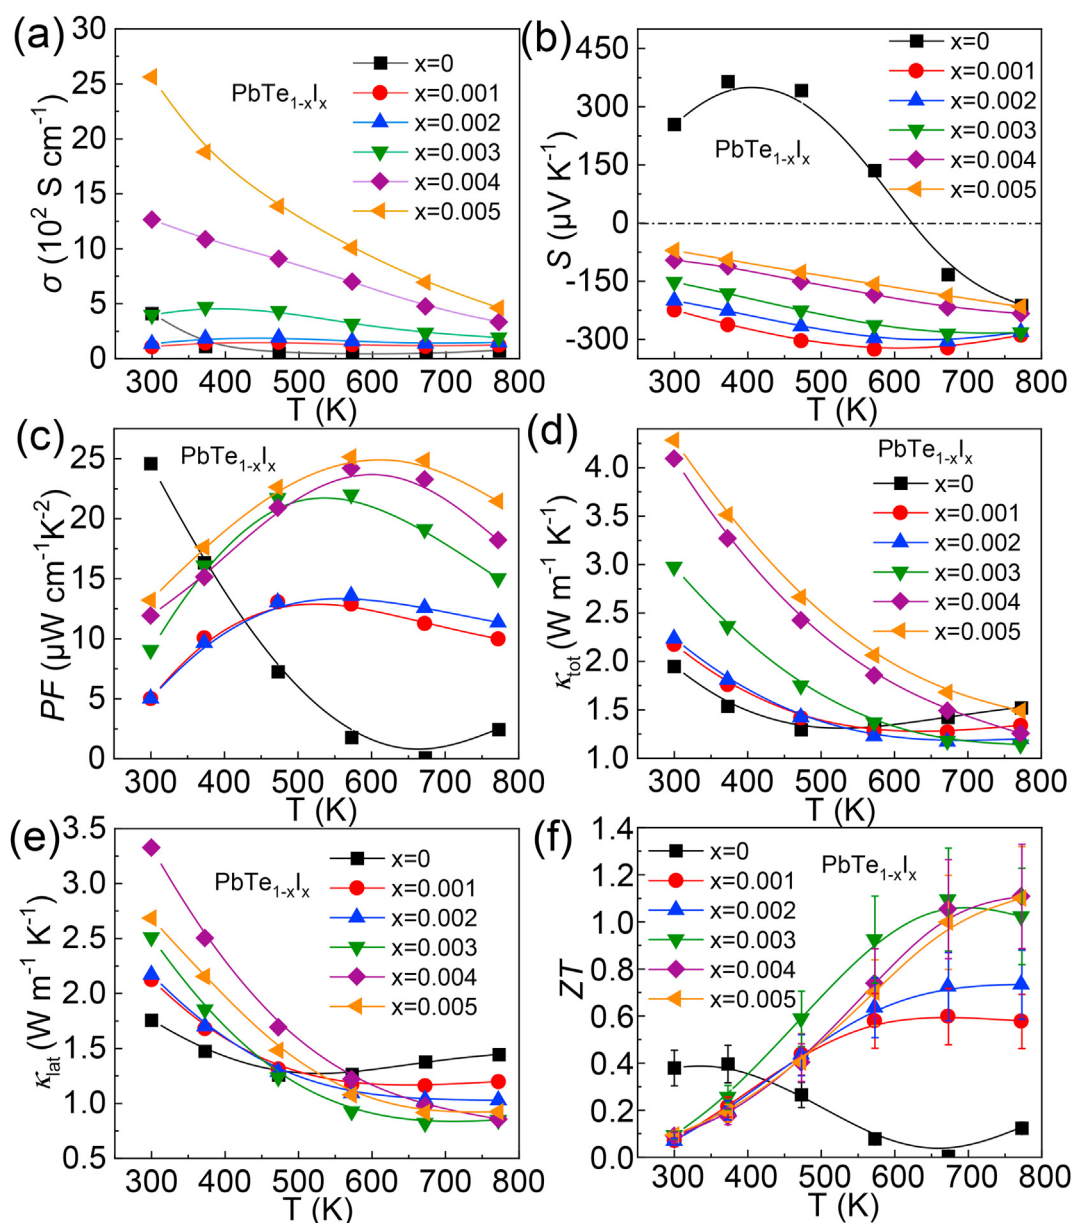 (a)
σ (10² S cm⁻¹)
30
25
20
15
10
5
0
PbTe₁₋ₓIₓ
x=0
x=0.001
x=0.002
x=0.003
x=0.004
x=0.005
300 400 500 600 700 800
T (K)
(b)
S (μV K⁻¹)
450
300
150
0
-150
-300
PbTe₁₋ₓIₓ
x=0
x=0.001
x=0.002
x=0.003
x=0.004
x=0.005
300 400 500 600 700 800
T (K)
(c)
PF (μW cm⁻¹K⁻²)
25
20
15
10
5
0
PbTe₁₋ₓIₓ
300 400 500 600 700 800
T (K)
(d)
κtot (W m⁻¹ K⁻¹)
4.0
3.5
3.0
2.5
2.0
1.5
1.0
PbTe₁₋ₓIₓ
x=0
x=0.001
x=0.002
x=0.003
x=0.004
x=0.005
300 400 500 600 700 800
T (K)
(e)
κlat (W m⁻¹ K⁻¹)
3.5
3.0
2.5
2.0
1.5
1.0
0.5
PbTe₁₋ₓIₓ
x=0
x=0.001
x=0.002
x=0.003
x=0.004
x=0.005
300 400 500 600 700 800
T (K)
(f)
ZT
1.4
1.2
1.0
0.8
0.6
0.4
0.2
0.0
x=0
x=0.001
x=0.002
x=0.003
x=0.004
x=0.005
PbTe₁₋ₓIₓ
300 400 500 600 700 800
T (K)